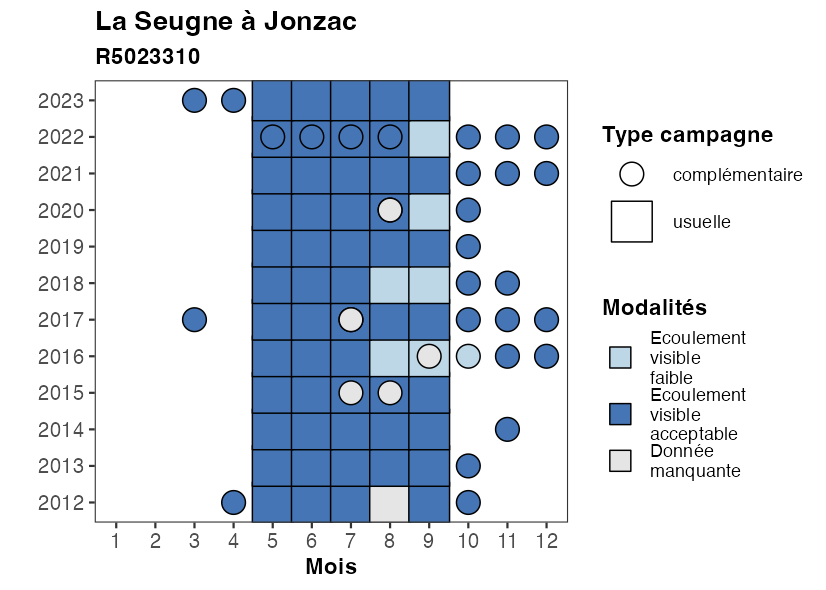 La Seugne à Jonzac
R5023310
2023
2022
2021
2020
2019
2018
2017
2016
2015
2014
2013
2012
1 2 3 4 5 6 7 8 9 10 11 12
Mois
Type campagne
complémentaire
usuelle
Modalités
Ecoulement
visible
faible
Ecoulement
visible
acceptable
Donnée
manquante